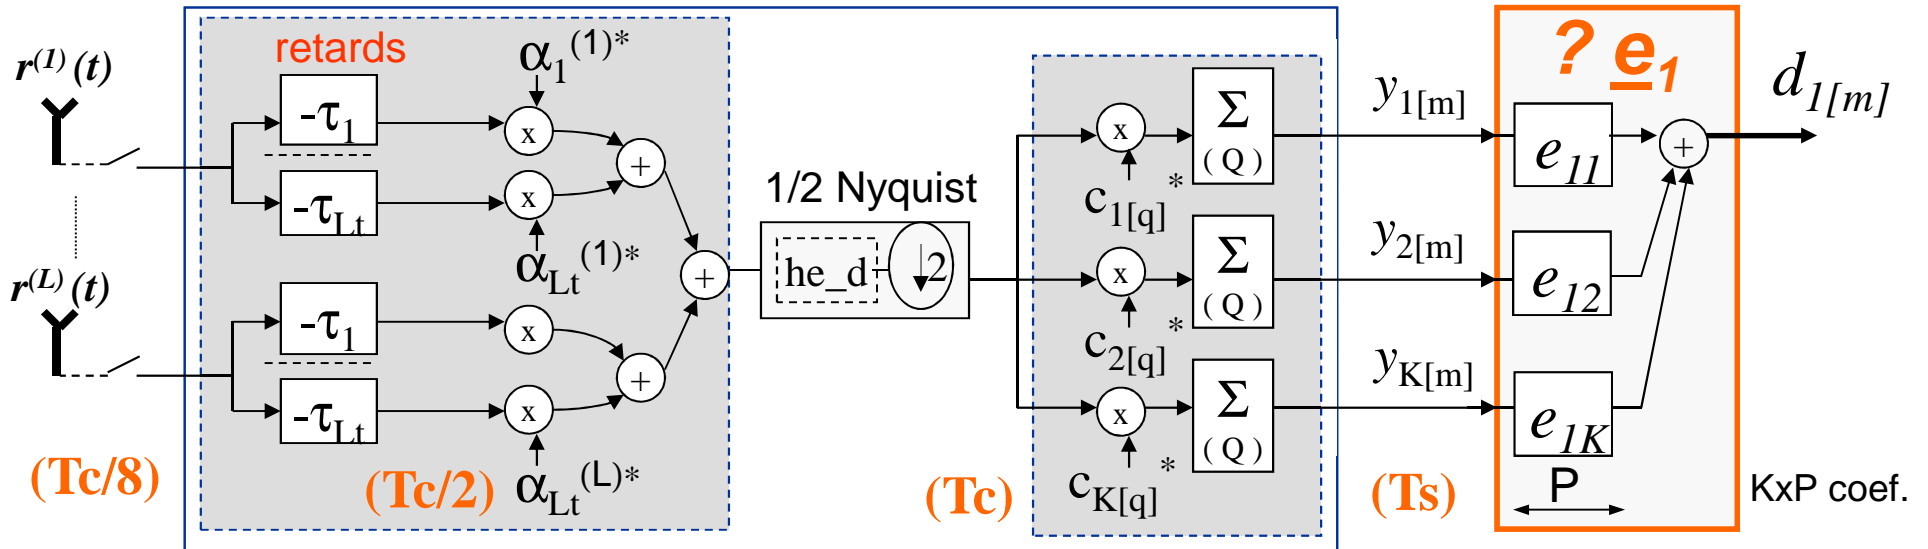 r(1)(t)
retards
-τ1
α1(1)*
x
+
-τLt
x
αLt(1)*
r(L)(t)
-τ1
x
+
-τLt
x
αLt(L)*
+
(Tc/8)
(Tc/2)
1/2 Nyquist
he_d
↓2
(Tc)
x
c1[q]*
Σ
(Q)
x
c2[q]*
Σ
(Q)
x
cK[q]*
Σ
(Q)
y1[m]
y2[m]
yK[m]
(Ts)
? e1
e11
e12
e1K
+
P
d1[m]
KxP coef.